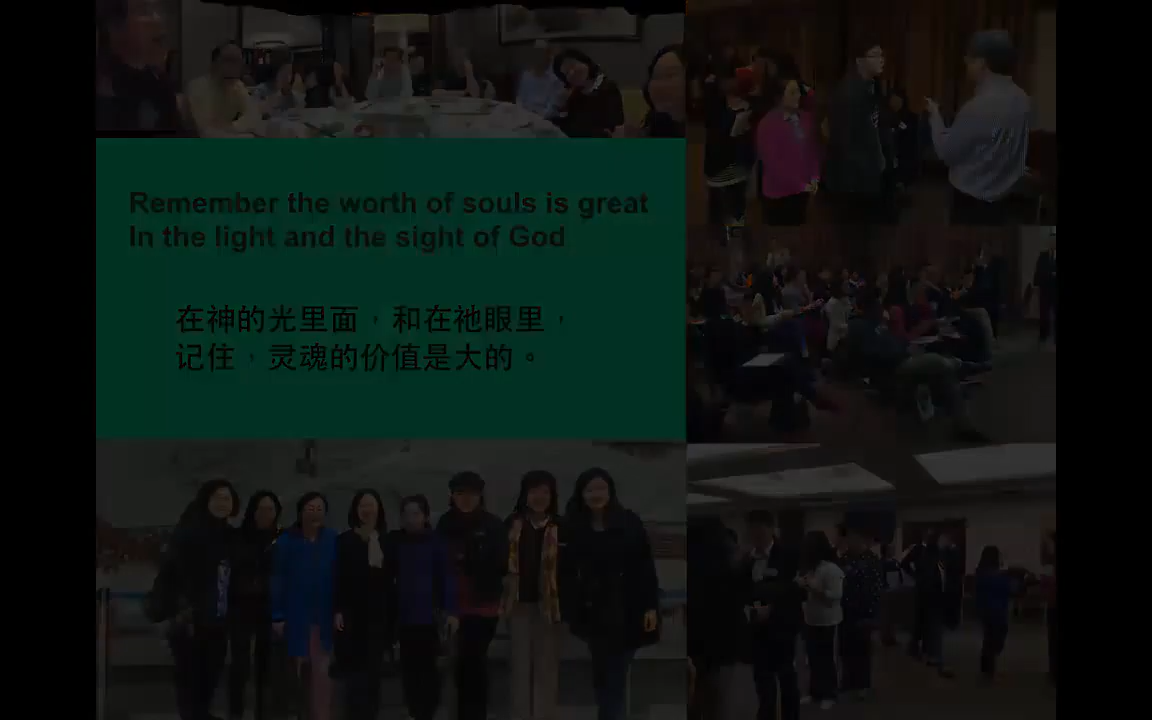 Remember the worth of souls is great
In the light and the sight of God
在神的光里面，和在祂眼里，
记住，灵魂的价值是大的。